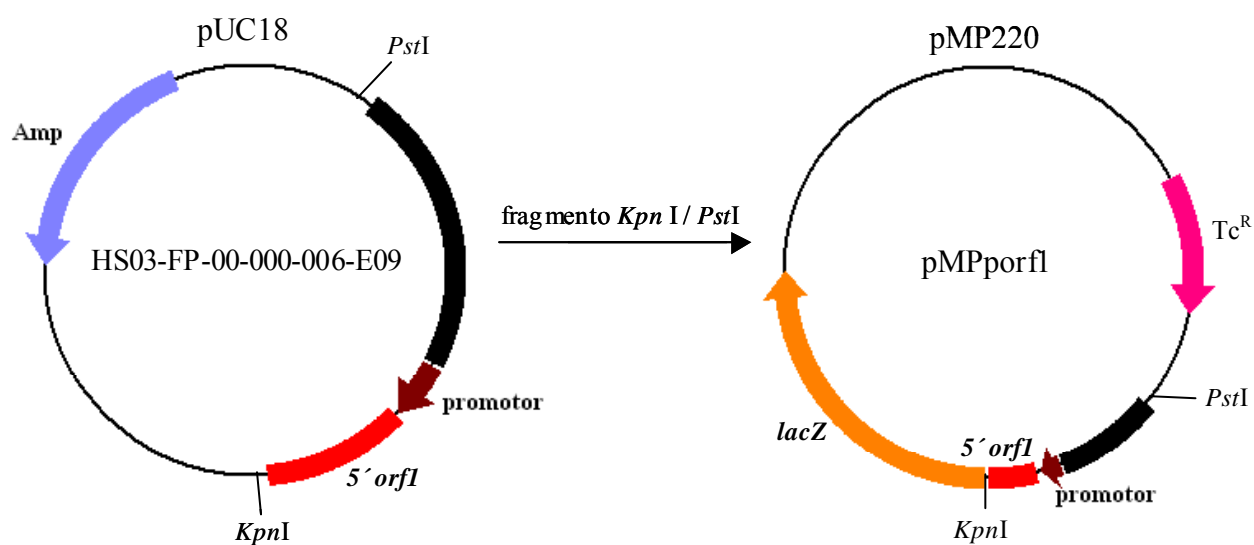 pUC18
PstI
Amp
HS03-FP-00-000-006-E09
promotor
5´ orf1
KpnI
fragmento Kpn I / PstI
pMP220
TcR
pMPporf1
PstI
lacZ
5´ orf1
promotor
KpnI